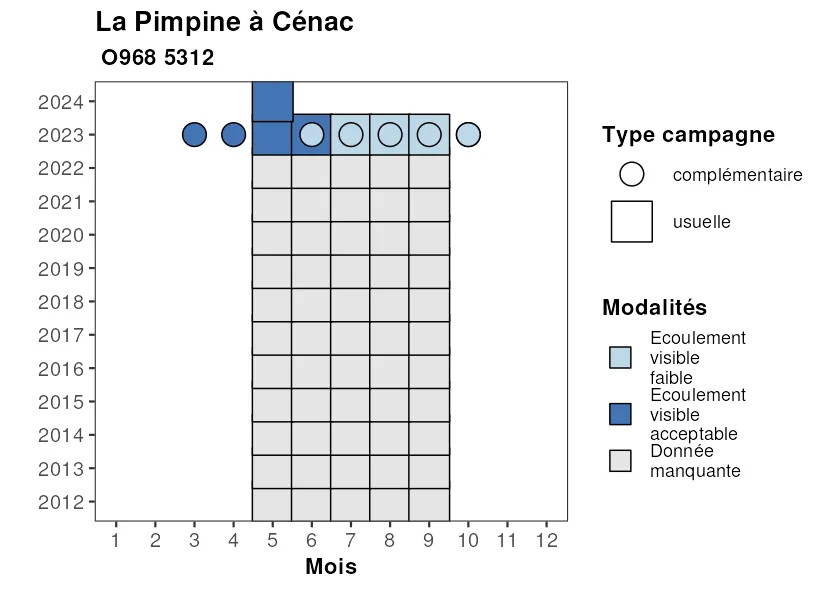 La Pimpine à Cénac
O968 5312
2024
2023
2022
2021
2020
2019
2018
2017
2016
2015
2014
2013
2012
1 2 3 4 5 6 7 8 9 10 11 12
Mois
Type campagne
complémentaire
usuelle
Modalités
Ecoulement
visible
faible
Ecoulement
visible
acceptable
Donnée
manquante